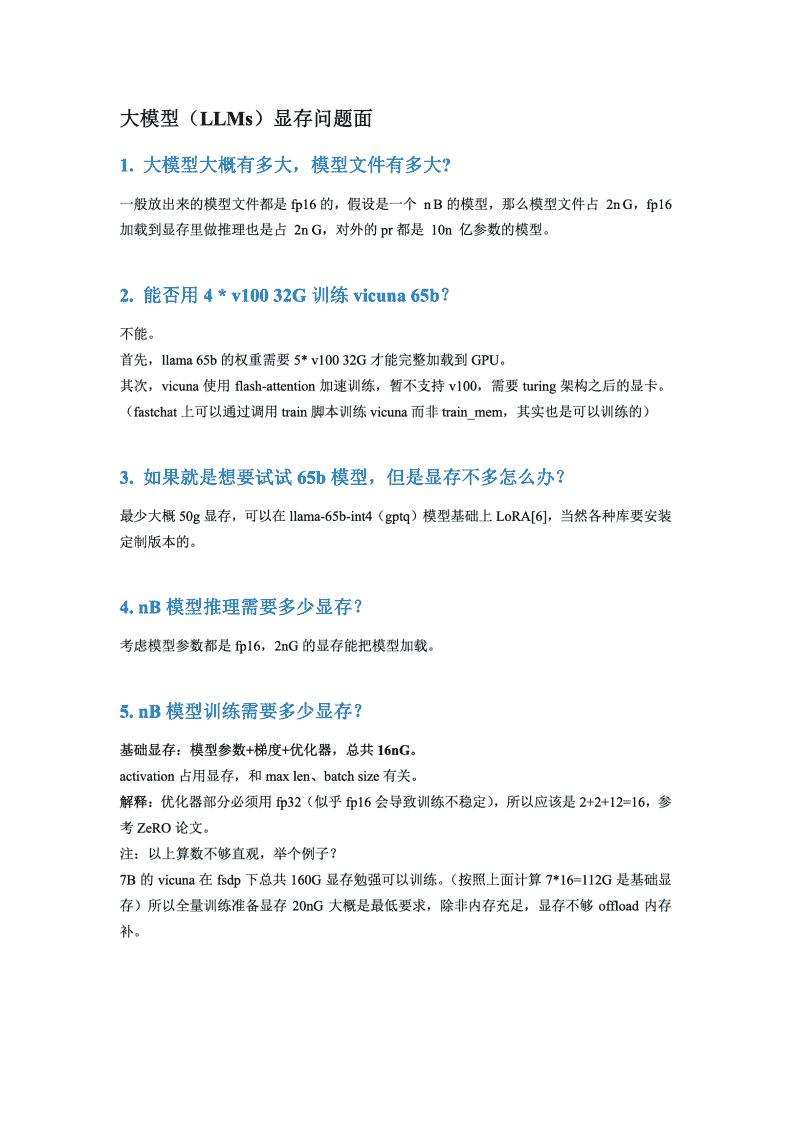 大模型（LLMs）显存问题面
1. 大模型大概有多大，模型文件有多大?
一般放出来的模型文件都是 fp16 的，假设是一个 n B 的模型，那么模型文件占 2n G，fp16
加载到显存里做推理也是占 2n G，对外的 pr 都是 10n 亿参数的模型。
2. 能否用 4 * v100 32G 训练 vicuna 65b？
不能。
首先，llama 65b 的权重需要 5* v100 32G 才能完整加载到 GPU。
其次，vicuna 使用 flash-attention 加速训练，暂不支持 v100，需要 turing 架构之后的显卡。
（fastchat 上可以通过调用 train 脚本训练 vicuna 而非 train_mem，其实也是可以训练的）
3. 如果就是想要试试 65b 模型，但是显存不多怎么办？
最少大概 50g 显存，可以在 llama-65b-int4（gptq）模型基础上 LoRA[6]，当然各种库要安装
定制版本的。
4. nB 模型推理需要多少显存？
考虑模型参数都是 fp16，2nG 的显存能把模型加载。
5. nB 模型训练需要多少显存？
基础显存：模型参数+梯度+优化器，总共 16nG。
activation 占用显存，和 max len、batch size 有关。
解释：优化器部分必须用 fp32（似乎 fp16 会导致训练不稳定），所以应该是 2+2+12=16，参
考 ZeRO 论文。
注：以上算数不够直观，举个例子？
7B 的 vicuna 在 fsdp 下总共 160G 显存勉强可以训练。（按照上面计算 7*16=112G 是基础显
存）所以全量训练准备显存 20nG 大概是最低要求，除非内存充足，显存不够 offload 内存
补。